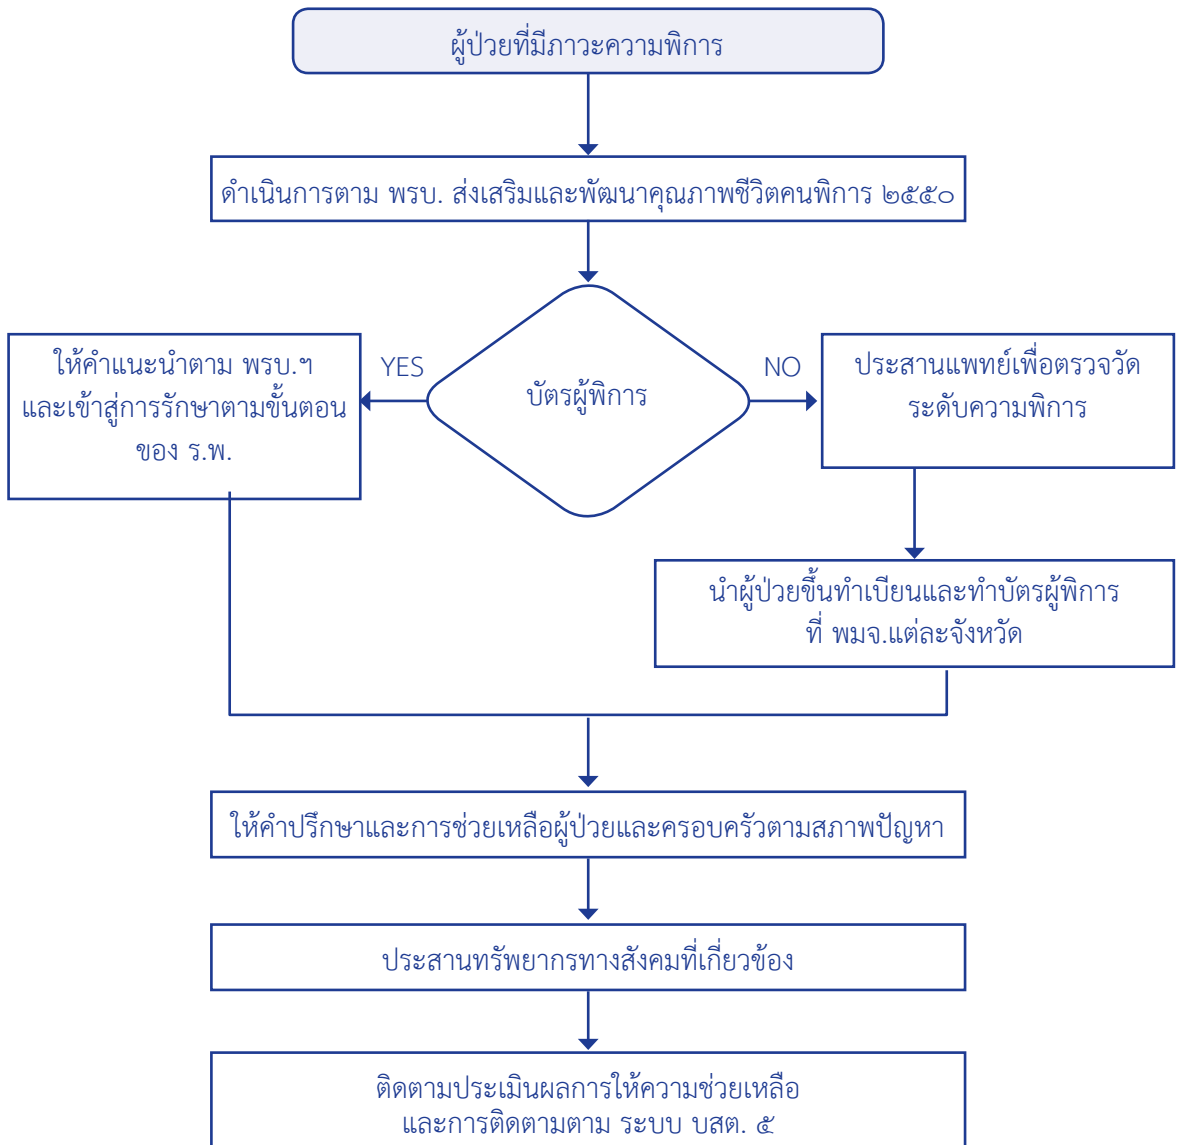 ผู้ป่วยที่มีภาวะความพิการ
ดำเนินการตาม พรบ. ส่งเสริมและพัฒนาคุณภาพชีวิตคนพิการ ๒๕๕๐
บัตรผู้พิการ
YES
ให้คำแนะนำตาม พรบ.ฯ
และเข้าสู่การรักษาตามขั้นตอน
ของ ร.พ.
NO
ประสานแพทย์เพื่อตรวจวัด
ระดับความพิการ
นำผู้ป่วยขึ้นทำเบียนและทำบัตรผู้พิการ
ที่ พมจ.แต่ละจังหวัด
ให้คำปรึกษาและการช่วยเหลือผู้ป่วยและครอบครัวตามสภาพปัญหา
ประสานทรัพยากรทางสังคมที่เกี่ยวข้อง
ติดตามประเมินผลการให้ความช่วยเหลือ
และการติดตามตาม ระบบ บสต. ๕